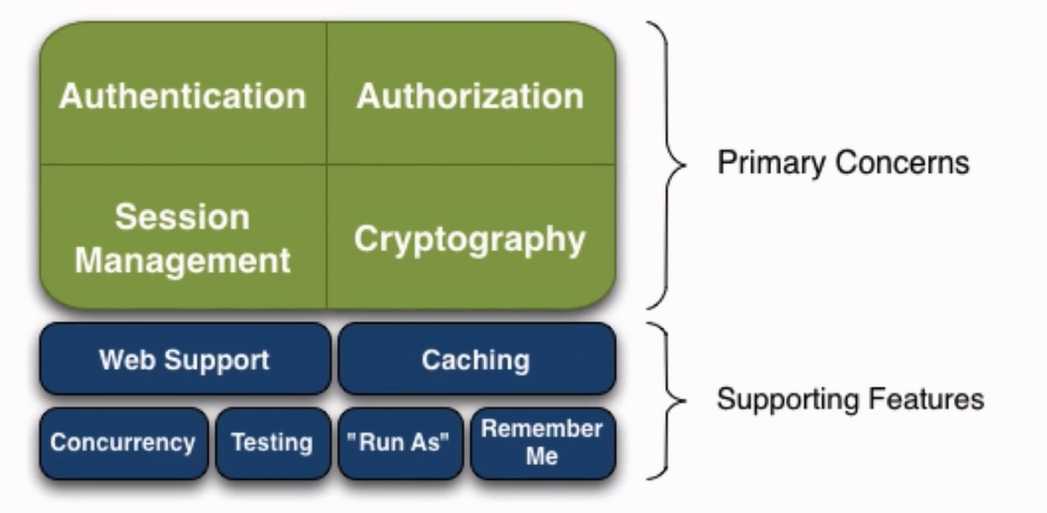 Authentication
Authorization
Session
Management
Cryptography
Primary Concerns
Web Support
Caching
Concurrency
Testing
"Run As"
Remember
Me
Supporting Features